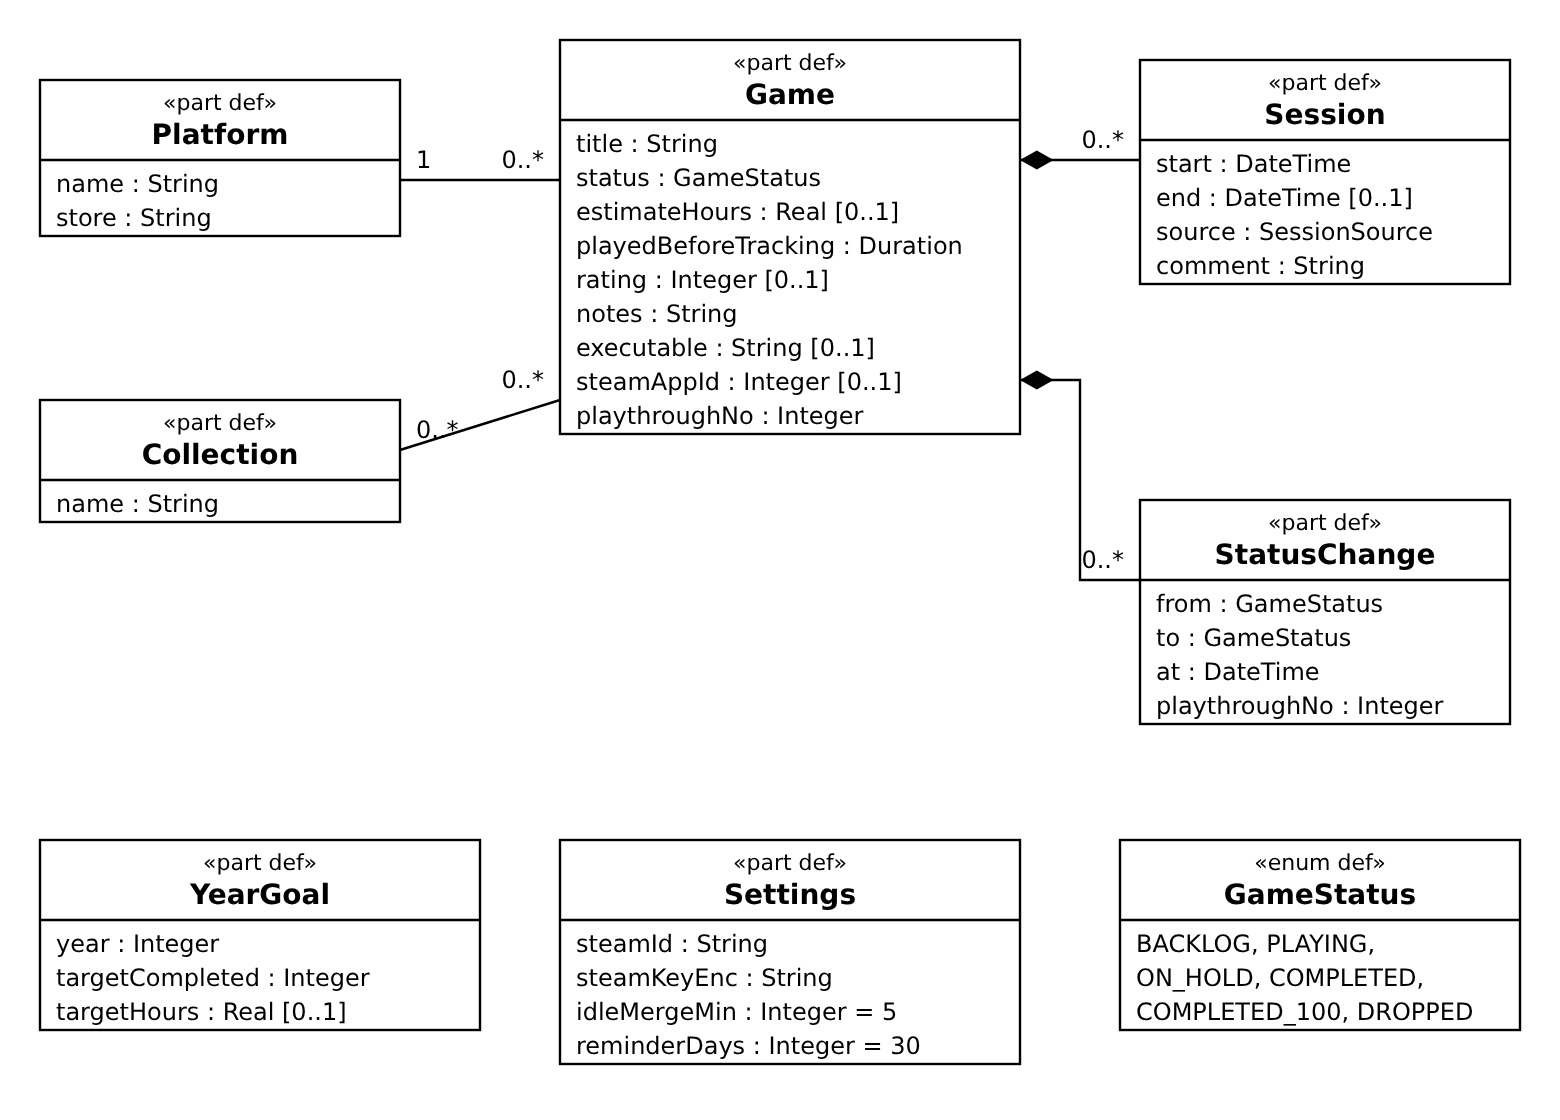 «part def»
Platform
name : String
store : String
1
0..*
«part def»
Game
title : String
status : GameStatus
estimateHours : Real [0..1]
playedBeforeTracking : Duration
rating : Integer [0..1]
notes : String
executable : String [0..1]
steamAppId : Integer [0..1]
playthroughNo : Integer
0..*
«part def»
Session
start : DateTime
end : DateTime [0..1]
source : SessionSource
comment : String
0..*
0..*
«part def»
Collection
name : String
0..*
«part def»
StatusChange
from : GameStatus
to : GameStatus
at : DateTime
playthroughNo : Integer
«part def»
YearGoal
year : Integer
targetCompleted : Integer
targetHours : Real [0..1]
«part def»
Settings
steamId : String
steamKeyEnc : String
idleMergeMin : Integer = 5
reminderDays : Integer = 30
«enum def»
GameStatus
BACKLOG, PLAYING,
ON_HOLD, COMPLETED,
COMPLETED_100, DROPPED